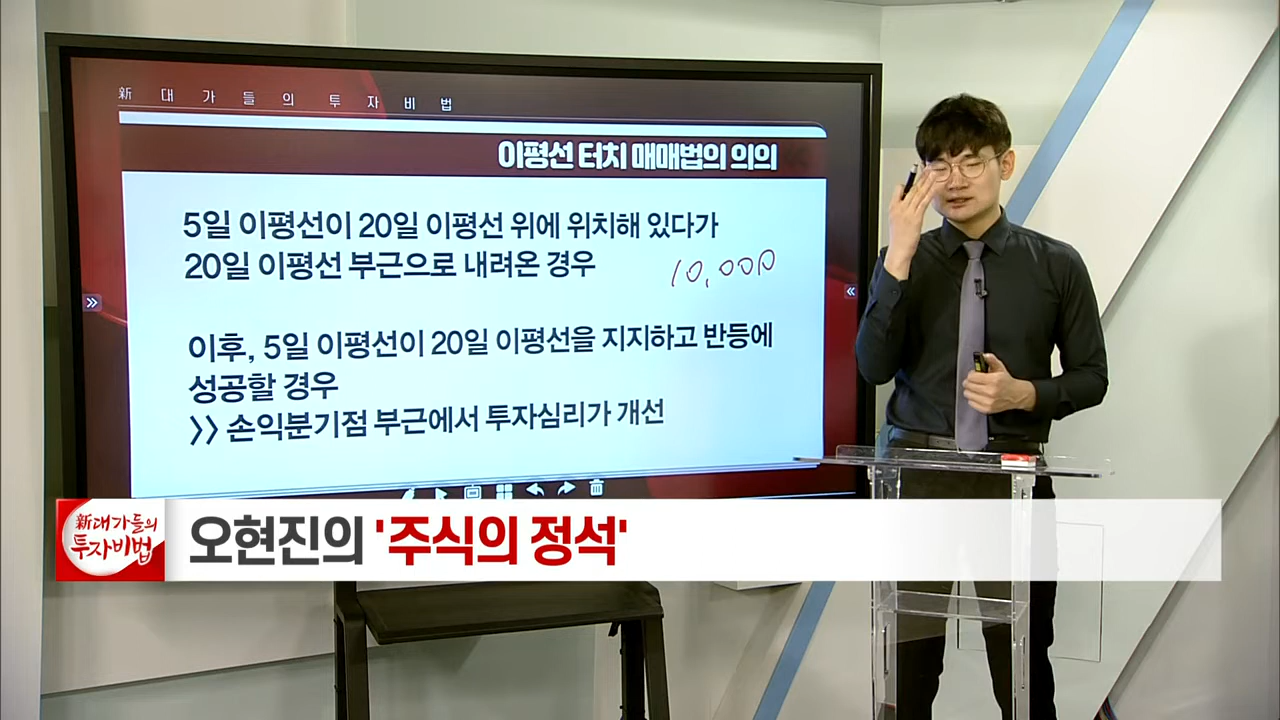 新 대 가 들 의 투 자 비 법
이평선 터치 매매법의 의의
5일 이평선이 20일 이평선 위에 위치해 있다가
20일 이평선 부근으로 내려온 경우
10,000
이후, 5일 이평선이 20일 이평선을 지지하고 반등에
성공할 경우
>> 손익분기점 부근에서 투자심리가 개선
新대가들의
투자비법
오현진의 '주식의 정석'